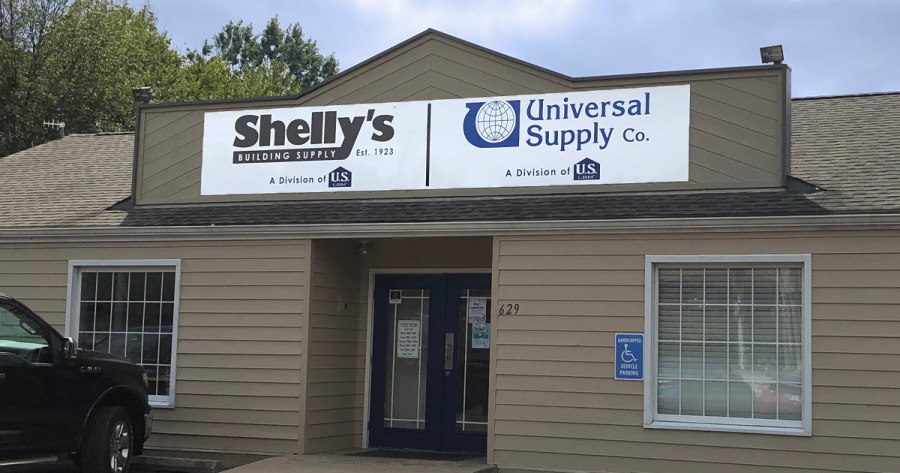 Shelly's
BUILDING SUPPLY Est. 1923
A Division of U.S. LBM
Universal
Supply Co.
A Division of U.S. LBM
629
HANDICAPPED
VEHICLE
PARKING